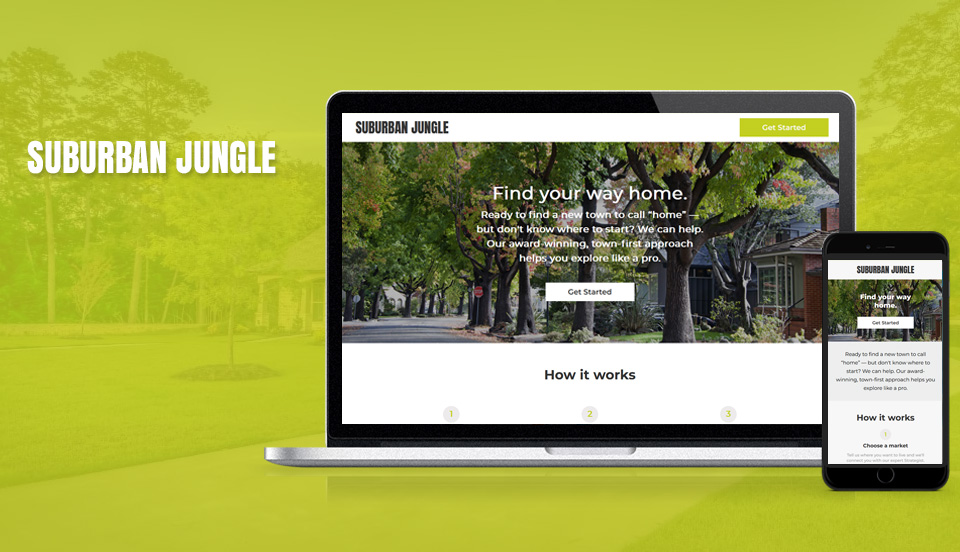 SUBURBAN JUNGLE
SUBURBAN JUNGLE
Get Started
Find your way home.
Ready to find a new town to call “home” —
but don't know where to start? We can help.
Our award-winning, town-first approach
helps you explore like a pro.
Get Started
How it works
1 2 3
SUBURBAN JUNGLE
Find your way
home.
Get Started
Ready to find a new town to call
“home” — but don't know where to
start? We can help. Our award-
winning, town-first approach helps you
explore like a pro.
How it works
1
Choose a market
Tell us where you want to live and we'll
connect you with our expert Strategist.